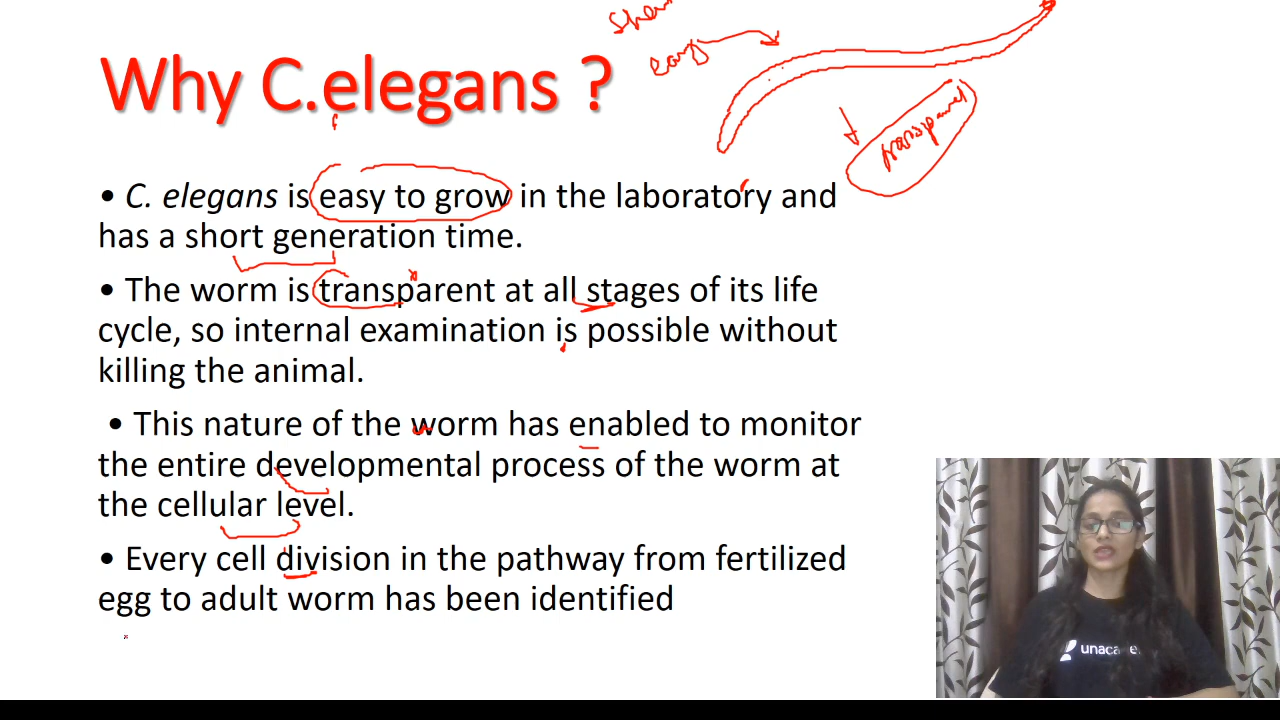 Why C.elegans ?
easy
transparent
• C. elegans is easy to grow in the laboratory and
has a short generation time.
• The worm is transparent at all stages of its life
cycle, so internal examination is possible without
killing the animal.
• This nature of the worm has enabled to monitor
the entire developmental process of the worm at
the cellular level.
• Every cell division in the pathway from fertilized
egg to adult worm has been identified